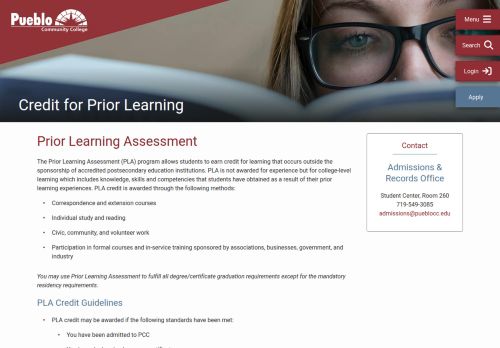 Pueblo
Community College
Menu
Search
Login
Apply
Credit for Prior Learning
Prior Learning Assessment
The Prior Learning Assessment (PLA) program allows students to earn credit for learning that occurs outside the
sponsorship of accredited postsecondary education institutions. PLA is not awarded for experience but for college-
level learning which includes knowledge, skills and competencies that students have obtained as a result of their prior
learning experiences. PLA credit is awarded through the following methods:
• Correspondence and extension courses
• Individual study and reading
• Civic, community, and volunteer work
• Participation in formal courses and in-service training sponsored by associations, businesses, government, and
industry
You may use Prior Learning Assessment to fulfill all degree/certificate graduation requirements except for the mandatory
residency requirements.
PLA Credit Guidelines
• PLA credit may be awarded if the following standards have been met:
• You have been admitted to PCC
Contact
Admissions &
Records Office
Student Center, Room 260
719-549-3085
admissions@pueblocc.edu